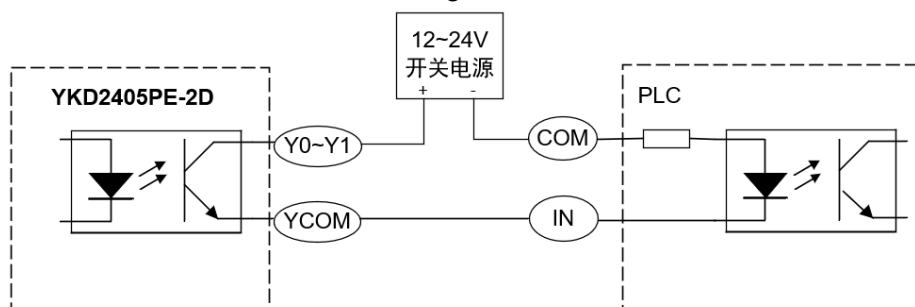 12~24V
开关电源
+ -
YKD2405PE-2D
PLC
Y0~Y1
COM
YCOM
IN